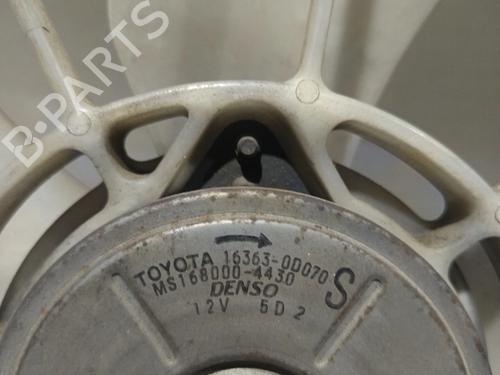 B-PARTS
TOYOTA 16363-0D070
MS168000-4430 S
DENSO
12V 5D2